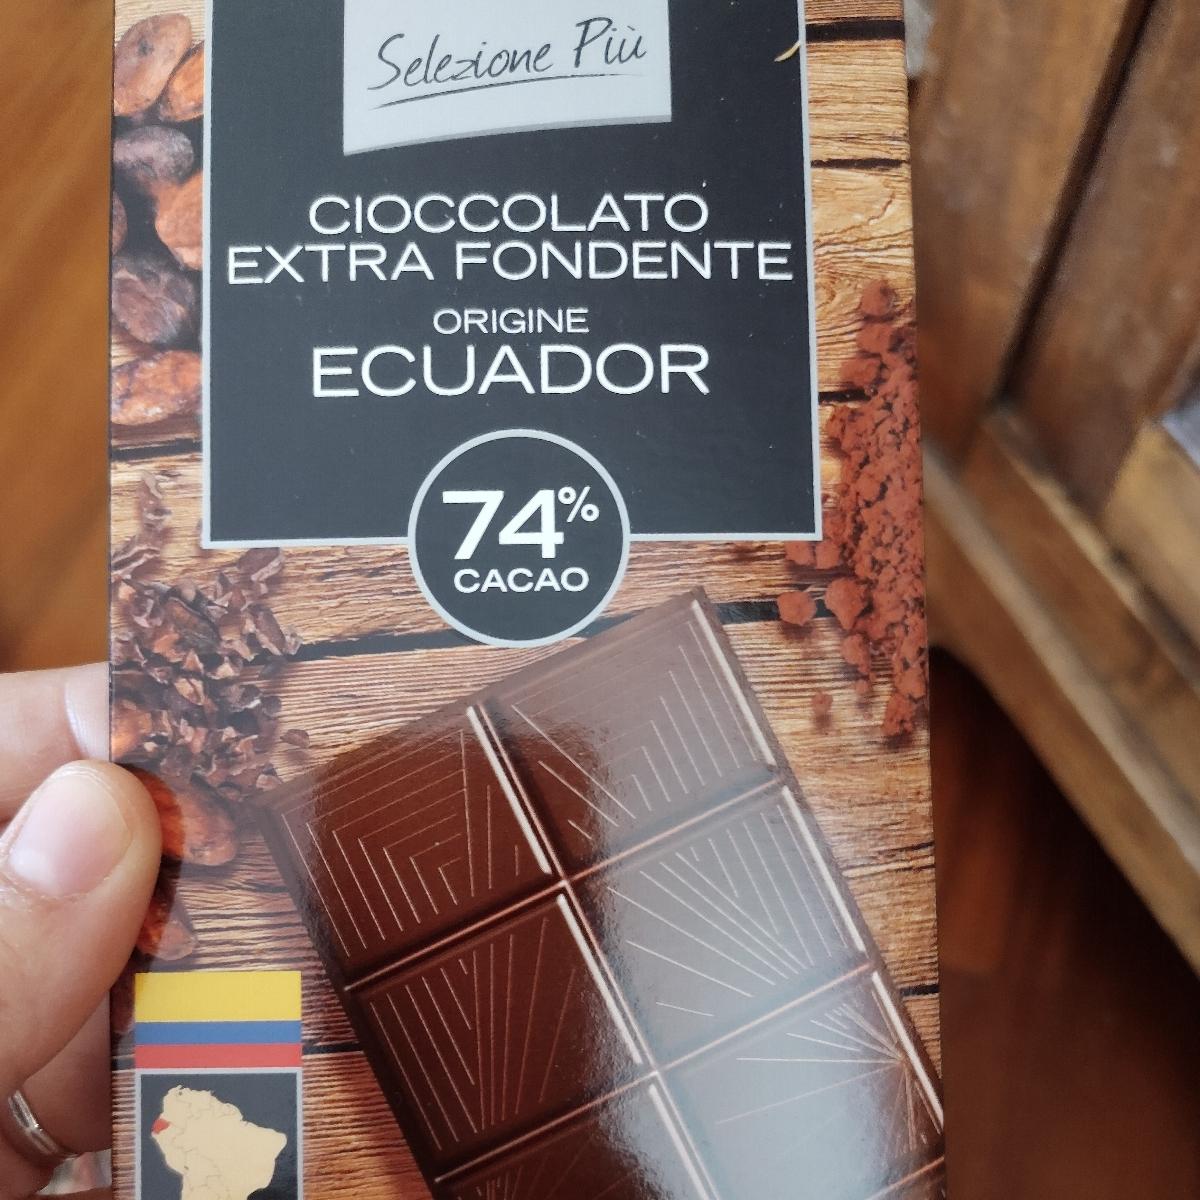 Selezione Più
CIOCCOLATO
EXTRA FONDENTE
ORIGINE
ECUADOR
74%
CACAO